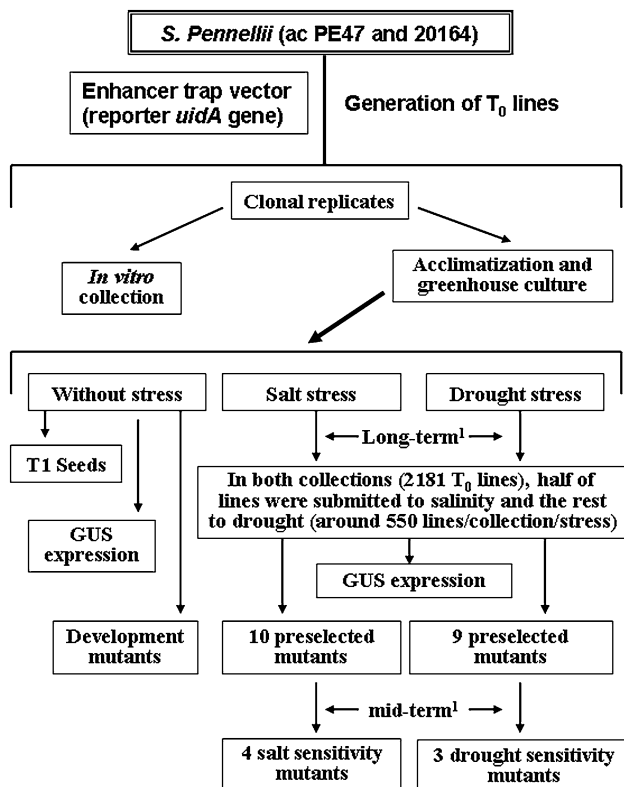 S. Pennellii (ac PE47 and 20164)
Enhancer trap vector
(reporter uidA gene)
Generation of T0 lines
Clonal replicates
In vitro
collection
Acclimatization and
greenhouse culture
Without stress
Salt stress
Drought stress
Long-term1
T1 Seeds
In both collections (2181 T0 lines), half of
lines were submitted to salinity and the rest
to drought (around 550 lines/collection/stress)
GUS
expression
GUS expression
Development
mutants
10 preselected
mutants
9 preselected
mutants
mid-term1
4 salt sensitivity
mutants
3 drought sensitivity
mutants